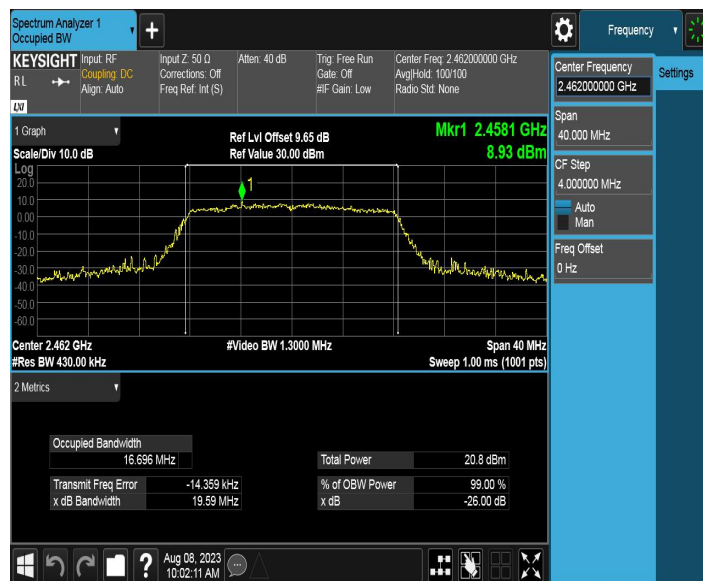 Spectrum Analyzer 1
Occupied BW
Frequency
KEYSIGHT
RL
LXI
Input: RF
Coupling: DC
Align: Auto
Input Z: 50 Ω
Corrections: Off
Freq Ref: Int (S)
Atten: 40 dB
Trig: Free Run
Gate: Off
#IF Gain: Low
Center Freq: 2.462000000 GHz
Avg|Hold: 100/100
Radio Std: None
Center Frequency
2.462000000 GHz
Settings
Span
40.000 MHz
CF Step
4.000000 MHz
Auto
Man
Freq Offset
0 Hz
1 Graph
Scale/Div 10.0 dB
Ref Lvl Offset 9.65 dB
Ref Value 30.00 dBm
Mkr1 2.4581 GHz
8.93 dBm
Log
20.0
10.0
0.00
-10.0
-20.0
-30.0
-40.0
-50.0
-60.0
1
Center 2.462 GHz
#Res BW 430.00 kHz
#Video BW 1.3000 MHz
Span 40 MHz
Sweep 1.00 ms (1001 pts)
2 Metrics
Occupied Bandwidth
16.696 MHz
Total Power 20.8 dBm
Transmit Freq Error -14.359 kHz
% of OBW Power 99.00 %
x dB Bandwidth 19.59 MHz
x dB -26.00 dB
?
Aug 08, 2023
10:02:11 AM